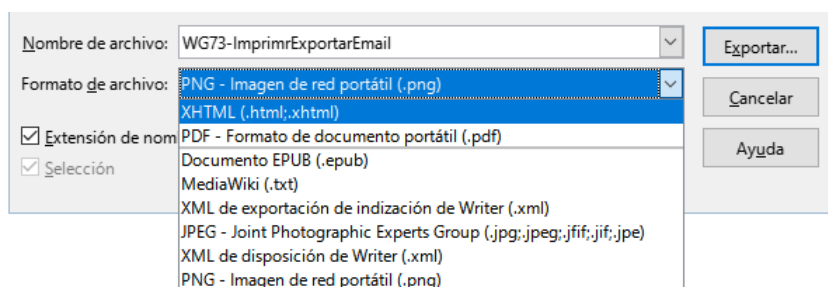 Nombre de archivo: WG73-ImprimrExportarEmail
Exportar...
Formato de archivo: PNG - Imagen de red portátil (.png)
Cancelar
XHTML (.html;.xhtml)
Extensión de nom PDF - Formato de documento portátil (.pdf)
Ayuda
Documento EPUB (.epub)
Selección
MediaWiki (.txt)
XML de exportación de indización de Writer (.xml)
JPEG - Joint Photographic Experts Group (.jpg;.jpeg;.jfif;.jif;.jpe)
XML de disposición de Writer (.xml)
PNG - Imagen de red portátil (.png)